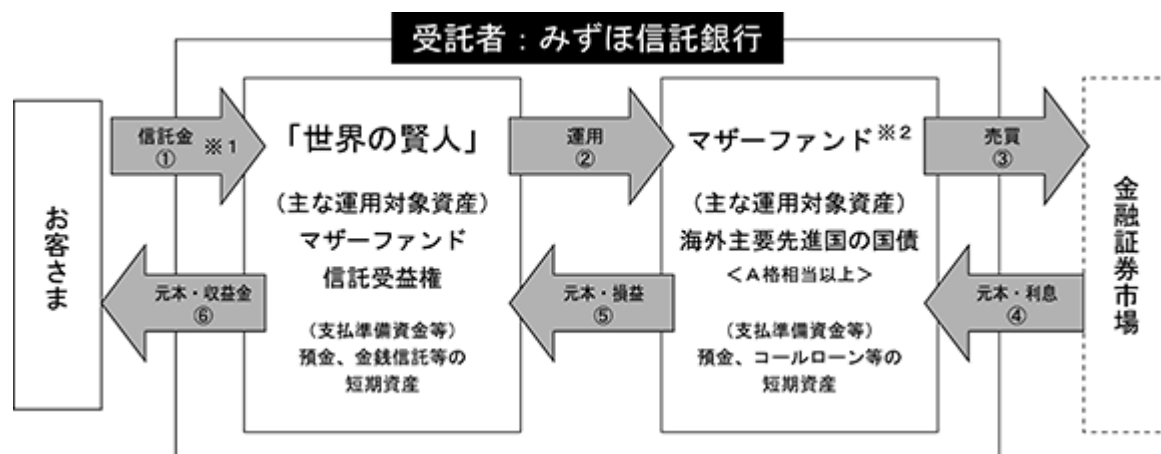 受託者：みずほ信託銀行
お客さま
信託金 ※1
①
元本・収益金
⑥
「世界の賢人」
（主な運用対象資産）
マザーファンド
信託受益権
（支払準備資金等）
預金、金銭信託等の
短期資産
運用
②
元本・損益
⑤
マザーファンド※2
（主な運用対象資産）
海外主要先進国の国債
＜A格相当以上＞
（支払準備資金等）
預金、コールローン等の
短期資産
売買
③
元本・利息
④
金融証券市場